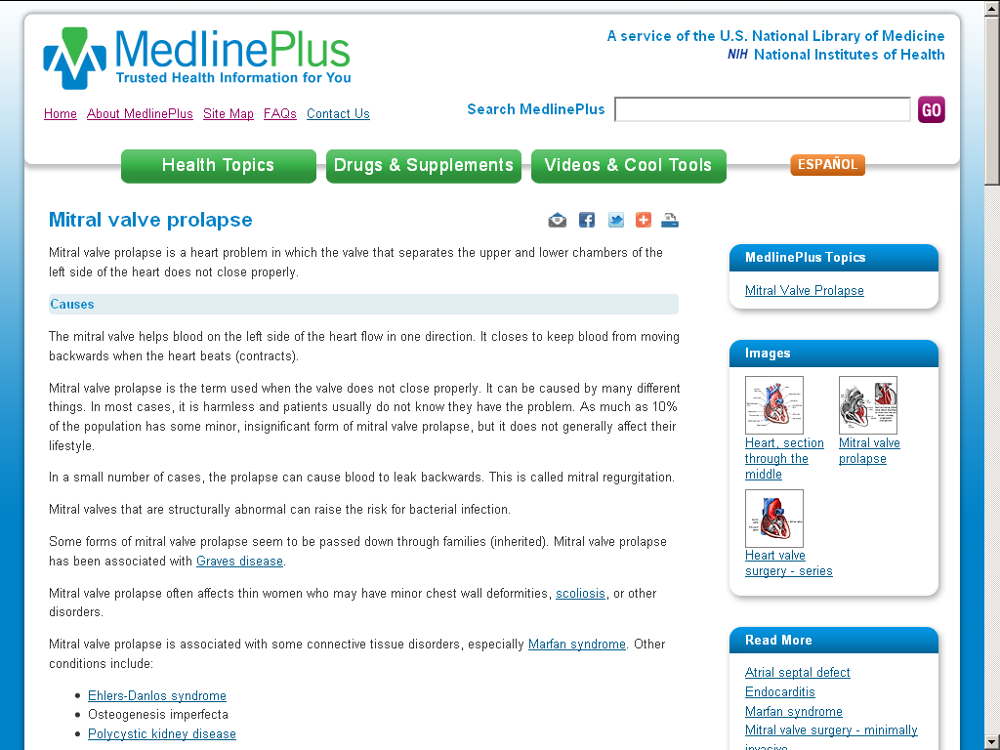 MedlinePlus
Trusted Health Information for You
A service of the U.S. National Library of Medicine
NIH National Institutes of Health
Home About MedlinePlus Site Map FAQs Contact Us
Search MedlinePlus GO
Health Topics Drugs & Supplements Videos & Cool Tools ESPAÑOL
Mitral valve prolapse
Mitral valve prolapse is a heart problem in which the valve that separates the upper and lower chambers of the
left side of the heart does not close properly.
Causes
The mitral valve helps blood on the left side of the heart flow in one direction. It closes to keep blood from moving
backwards when the heart beats (contracts).
Mitral valve prolapse is the term used when the valve does not close properly. It can be caused by many different
things. In most cases, it is harmless and patients usually do not know they have the problem. As much as 10%
of the population has some minor, insignificant form of mitral valve prolapse, but it does not generally affect their
lifestyle.
In a small number of cases, the prolapse can cause blood to leak backwards. This is called mitral regurgitation.
Mitral valves that are structurally abnormal can raise the risk for bacterial infection.
Some forms of mitral valve prolapse seem to be passed down through families (inherited). Mitral valve prolapse
has been associated with Graves disease.
Mitral valve prolapse often affects thin women who may have minor chest wall deformities, scoliosis, or other
disorders.
Mitral valve prolapse is associated with some connective tissue disorders, especially Marfan syndrome. Other
conditions include:
• Ehlers-Danlos syndrome
• Osteogenesis imperfecta
• Polycystic kidney disease
MedlinePlus Topics
Mitral Valve Prolapse
Images
Heart, section
through the
middle
Mitral valve
prolapse
Heart valve
surgery - series
Read More
Atrial septal defect
Endocarditis
Marfan syndrome
Mitral valve surgery - minimally
invasive